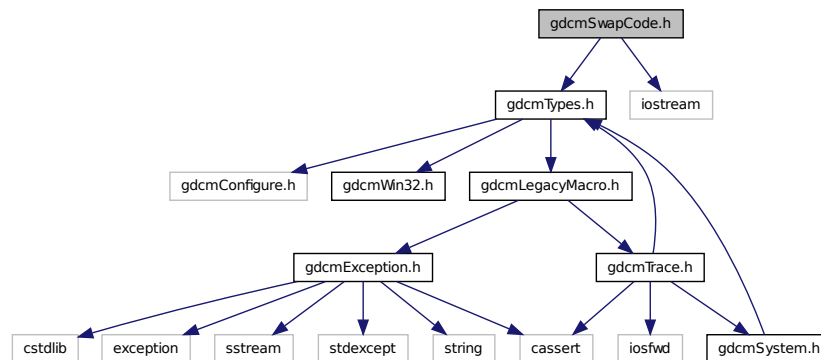 gdcmSwapCode.h
gdcmTypes.h
iostream
gdcmConfigure.h
gdcmWin32.h
gdcmLegacyMacro.h
gdcmException.h
gdcmTrace.h
cstdlib
exception
sstream
stdexcept
string
cassert
iosfwd
gdcmSystem.h